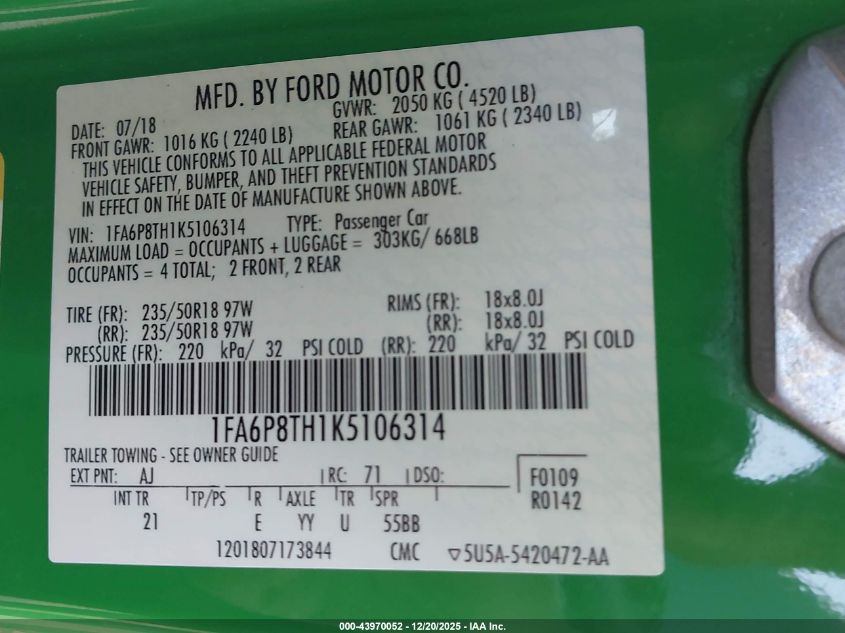 MFD. BY FORD MOTOR CO.
DATE: 07/18 GVWR: 2050 KG ( 4520 LB)
FRONT GAWR: 1016 KG ( 2240 LB) REAR GAWR: 1061 KG ( 2340 LB)
THIS VEHICLE CONFORMS TO ALL APPLICABLE FEDERAL MOTOR
VEHICLE SAFETY, BUMPER, AND THEFT PREVENTION STANDARDS
IN EFFECT ON THE DATE OF MANUFACTURE SHOWN ABOVE.
VIN: 1FA6P8TH1K5106314 TYPE: Passenger Car
MAXIMUM LOAD = OCCUPANTS + LUGGAGE = 303KG/ 668LB
OCCUPANTS = 4 TOTAL; 2 FRONT, 2 REAR
TIRE (FR): 235/50R18 97W RIMS (FR): 18x8.0J
(RR): 235/50R18 97W (RR): 18x8.0J
PRESSURE (FR): 220 kPa/ 32 PSI COLD (RR): 220 kPa/ 32 PSI COLD
1FA6P8TH1K5106314
TRAILER TOWING - SEE OWNER GUIDE
EXT PNT: AJ RC: 71 DSO: F0109
INT TR TP/PS R AXLE TR SPR R0142
21 E YY U 55BB
1201807173844 CMC ▽5U5A-5420472-AA
000-43970052 - 12/20/2025 - IAA Inc.